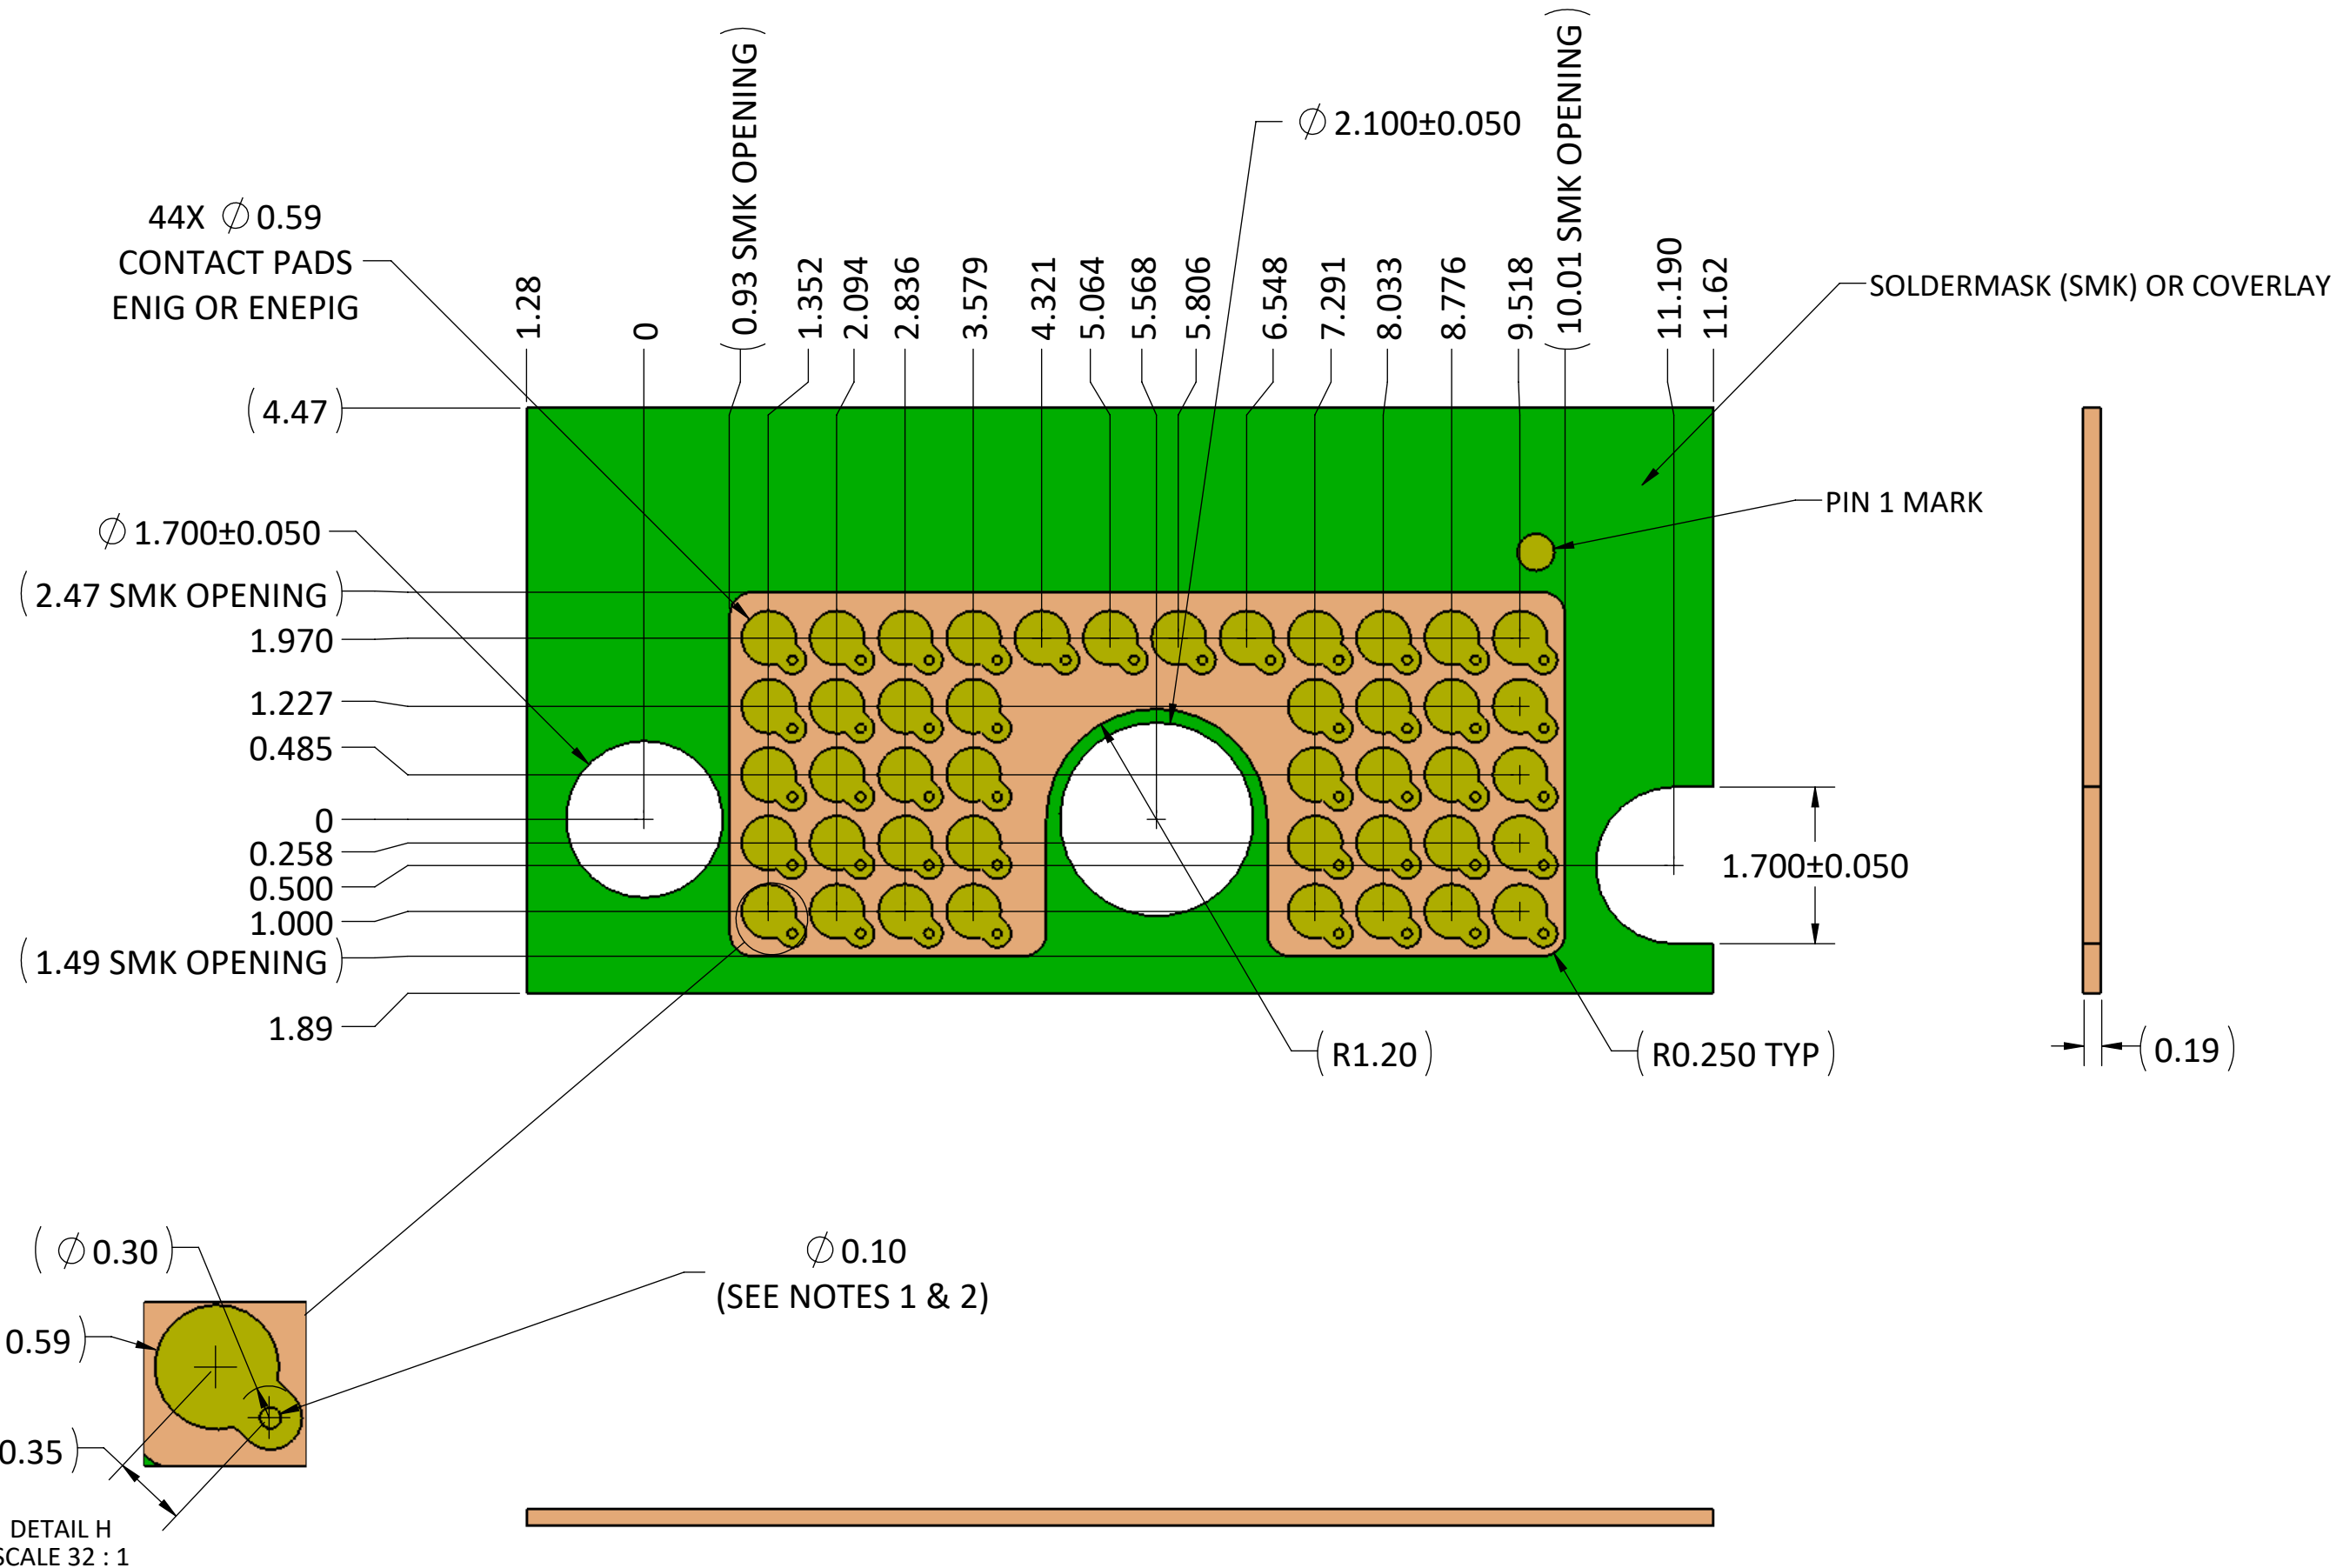 (0.93 SMK OPENING)
(10.01 SMK OPENING)
∅ 2.100±0.050
44X ∅ 0.59
CONTACT PADS
ENIG OR ENEPIG
1.28
0
1.352
2.094
2.836
3.579
4.321
5.064
5.568
5.806
6.548
7.291
8.033
8.776
9.518
11.190
11.62
SOLDERMASK (SMK) OR COVERLAY
(4.47)
PIN 1 MARK
∅ 1.700±0.050
(2.47 SMK OPENING)
1.970
1.227
0.485
0
0.258
0.500
1.000
(1.49 SMK OPENING)
1.89
1.700±0.050
(R1.20)
(R0.250 TYP)
(0.19)
(∅ 0.30)
∅ 0.10
(SEE NOTES 1 & 2)
0.59)
0.35)
DETAIL H
SCALE 32 : 1